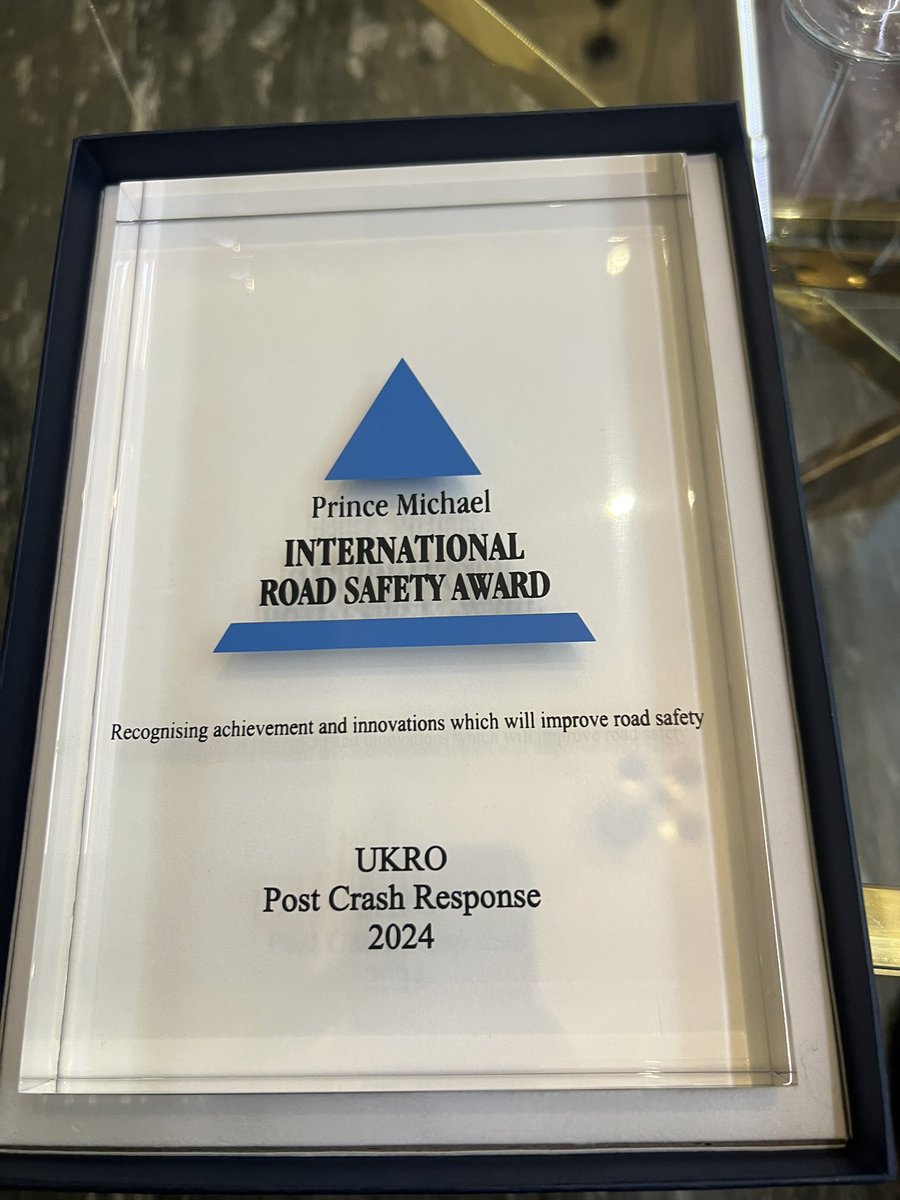 Prince Michael
INTERNATIONAL
ROAD SAFETY AWARD
Recognising achievement and innovations which will improve road safety
UKRO
Post Crash Response
2024